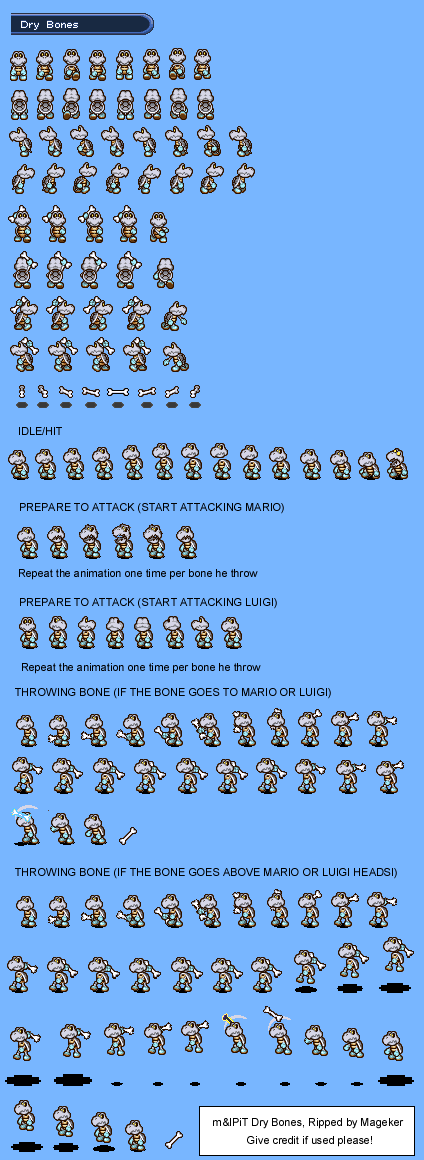 Dry Bones
IDLE/HIT
PREPARE TO ATTACK (START ATTACKING MARIO)
Repeat the animation one time per bone he throw
PREPARE TO ATTACK (START ATTACKING LUIGI)
Repeat the animation one time per bone he throw
THROWING BONE (IF THE BONE GOES TO MARIO OR LUIGI)
THROWING BONE (IF THE BONE GOES ABOVE MARIO OR LUIGI HEADSI)
m&lPiT Dry Bones, Ripped by Mageker
Give credit if used please!